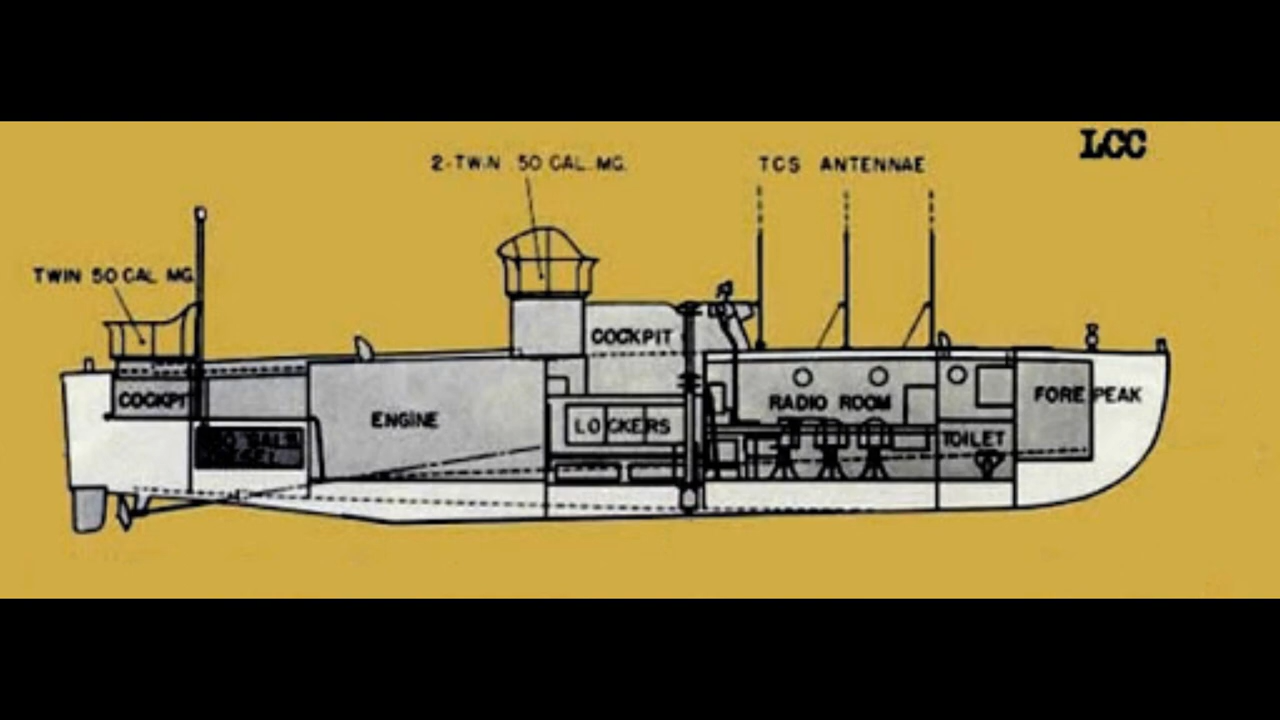 LCC
2-TWIN .50 CAL. MG.
TCS ANTENNAE
TWIN 50 CAL MG.
COCKPIT
COCKPIT
ENGINE
LOCKERS
RADIO ROOM
TOILET
FORE PEAK